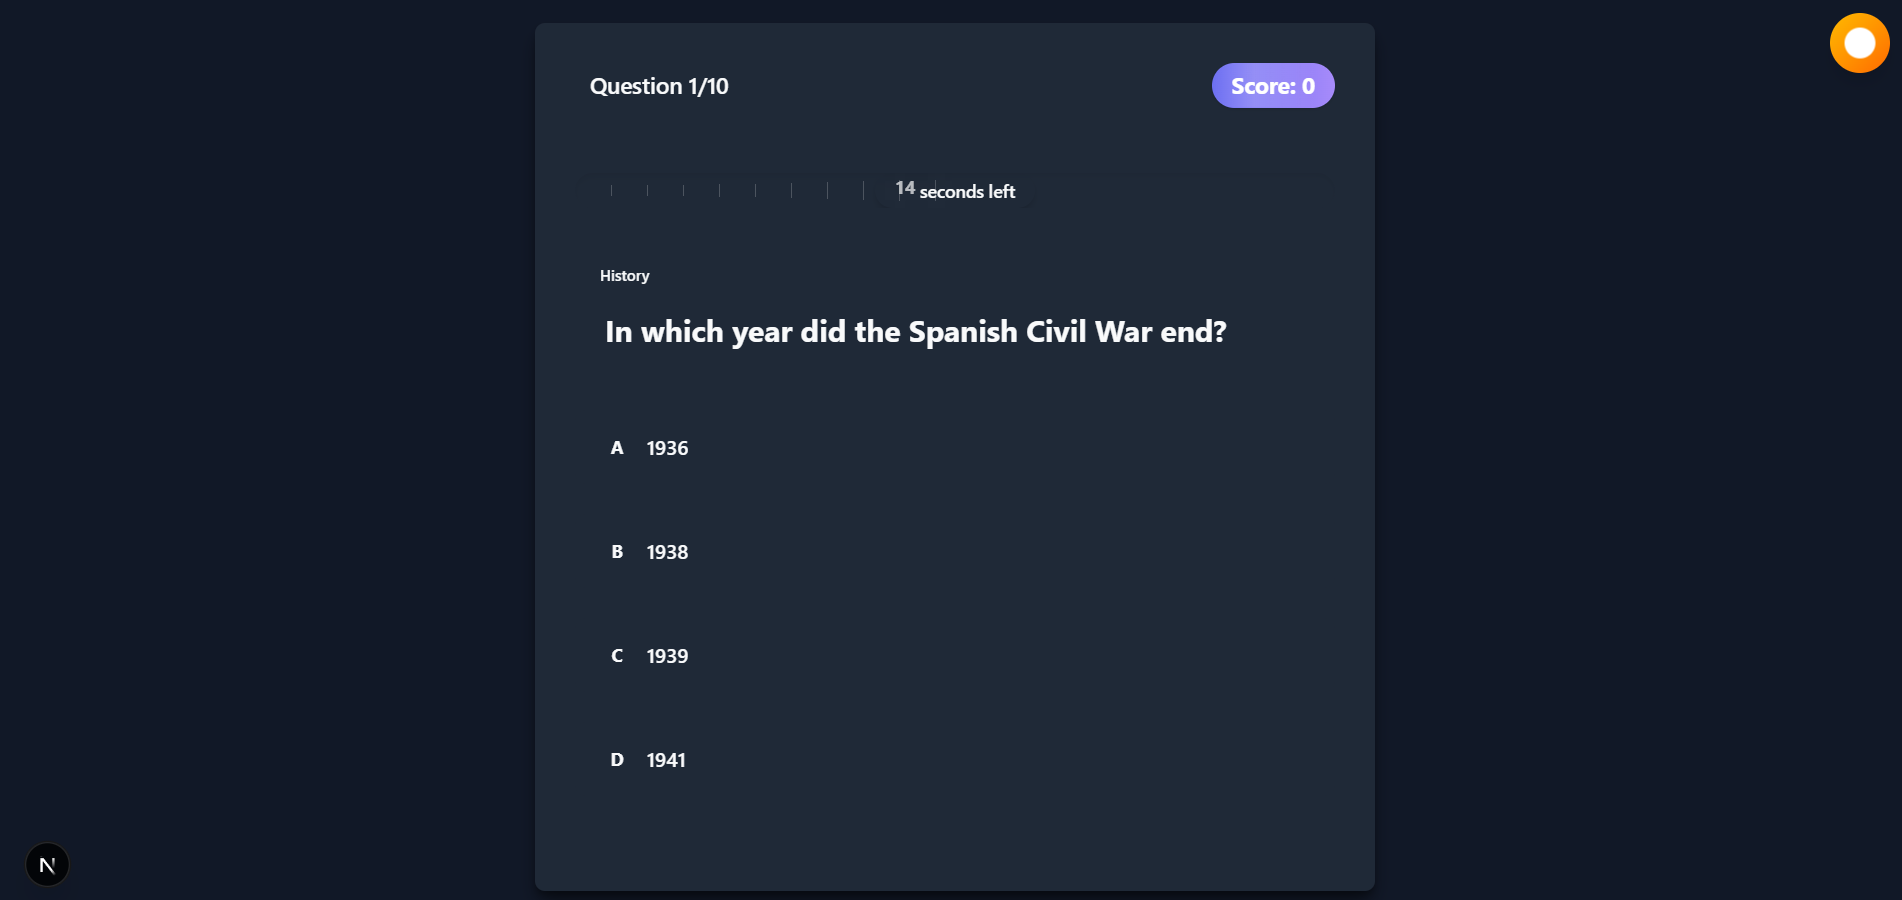 Question 1/10
Score: 0
14 seconds left
History
In which year did the Spanish Civil War end?
A 1936
B 1938
C 1939
D 1941
N